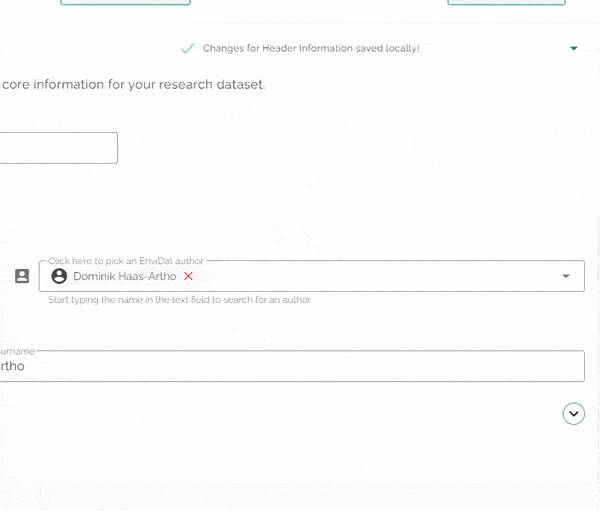 Changes for Header Information saved locally!
core information for your research dataset.
Click here to pick an EnviDat author
Dominik Haas-Artho
Start typing the name in the text field to search for an author
urname
rtho